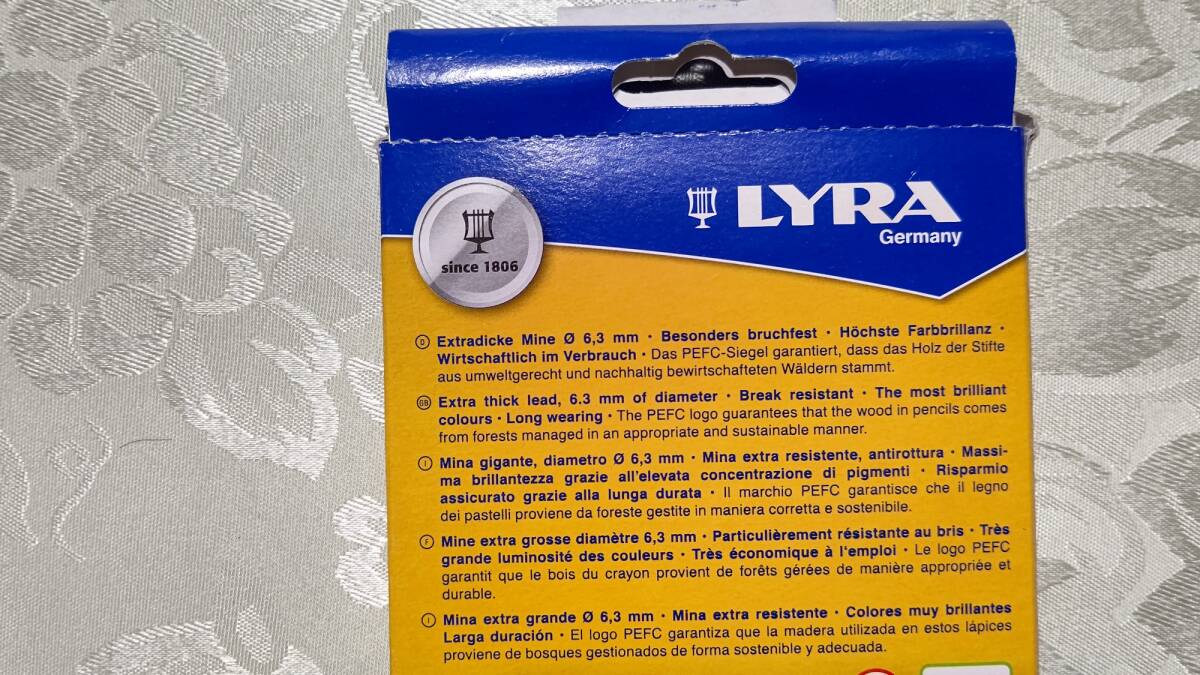 LYRA
Germany
since 1806
D Extradicke Mine Ø 6,3 mm · Besonders bruchfest · Höchste Farbbrillanz ·
Wirtschaftlich im Verbrauch · Das PEFC-Siegel garantiert, dass das Holz der Stifte
aus umweltgerecht und nachhaltig bewirtschafteten Wäldern stammt.
GB Extra thick lead, 6.3 mm of diameter · Break resistant · The most brilliant
colours · Long wearing · The PEFC logo guarantees that the wood in pencils comes
from forests managed in an appropriate and sustainable manner.
I Mina gigante, diametro Ø 6,3 mm · Mina extra resistente, antirottura · Massi-
ma brillantezza grazie all'elevata concentrazione di pigmenti · Risparmio
assicurato grazie alla lunga durata · Il marchio PEFC garantisce che il legno
dei pastelli proviene da foreste gestite in maniera corretta e sostenibile.
F Mine extra grosse diamètre 6,3 mm · Particulièrement résistante au bris · Très
grande luminosité des couleurs · Très économique à l'emploi · Le logo PEFC
garantit que le bois du crayon provient de forêts gérées de manière appropriée et
durable.
I Mina extra grande Ø 6,3 mm · Mina extra resistente · Colores muy brillantes
Larga duración · El logo PEFC garantiza que la madera utilizada en estos lápices
proviene de bosques gestionados de forma sostenible y adecuada.